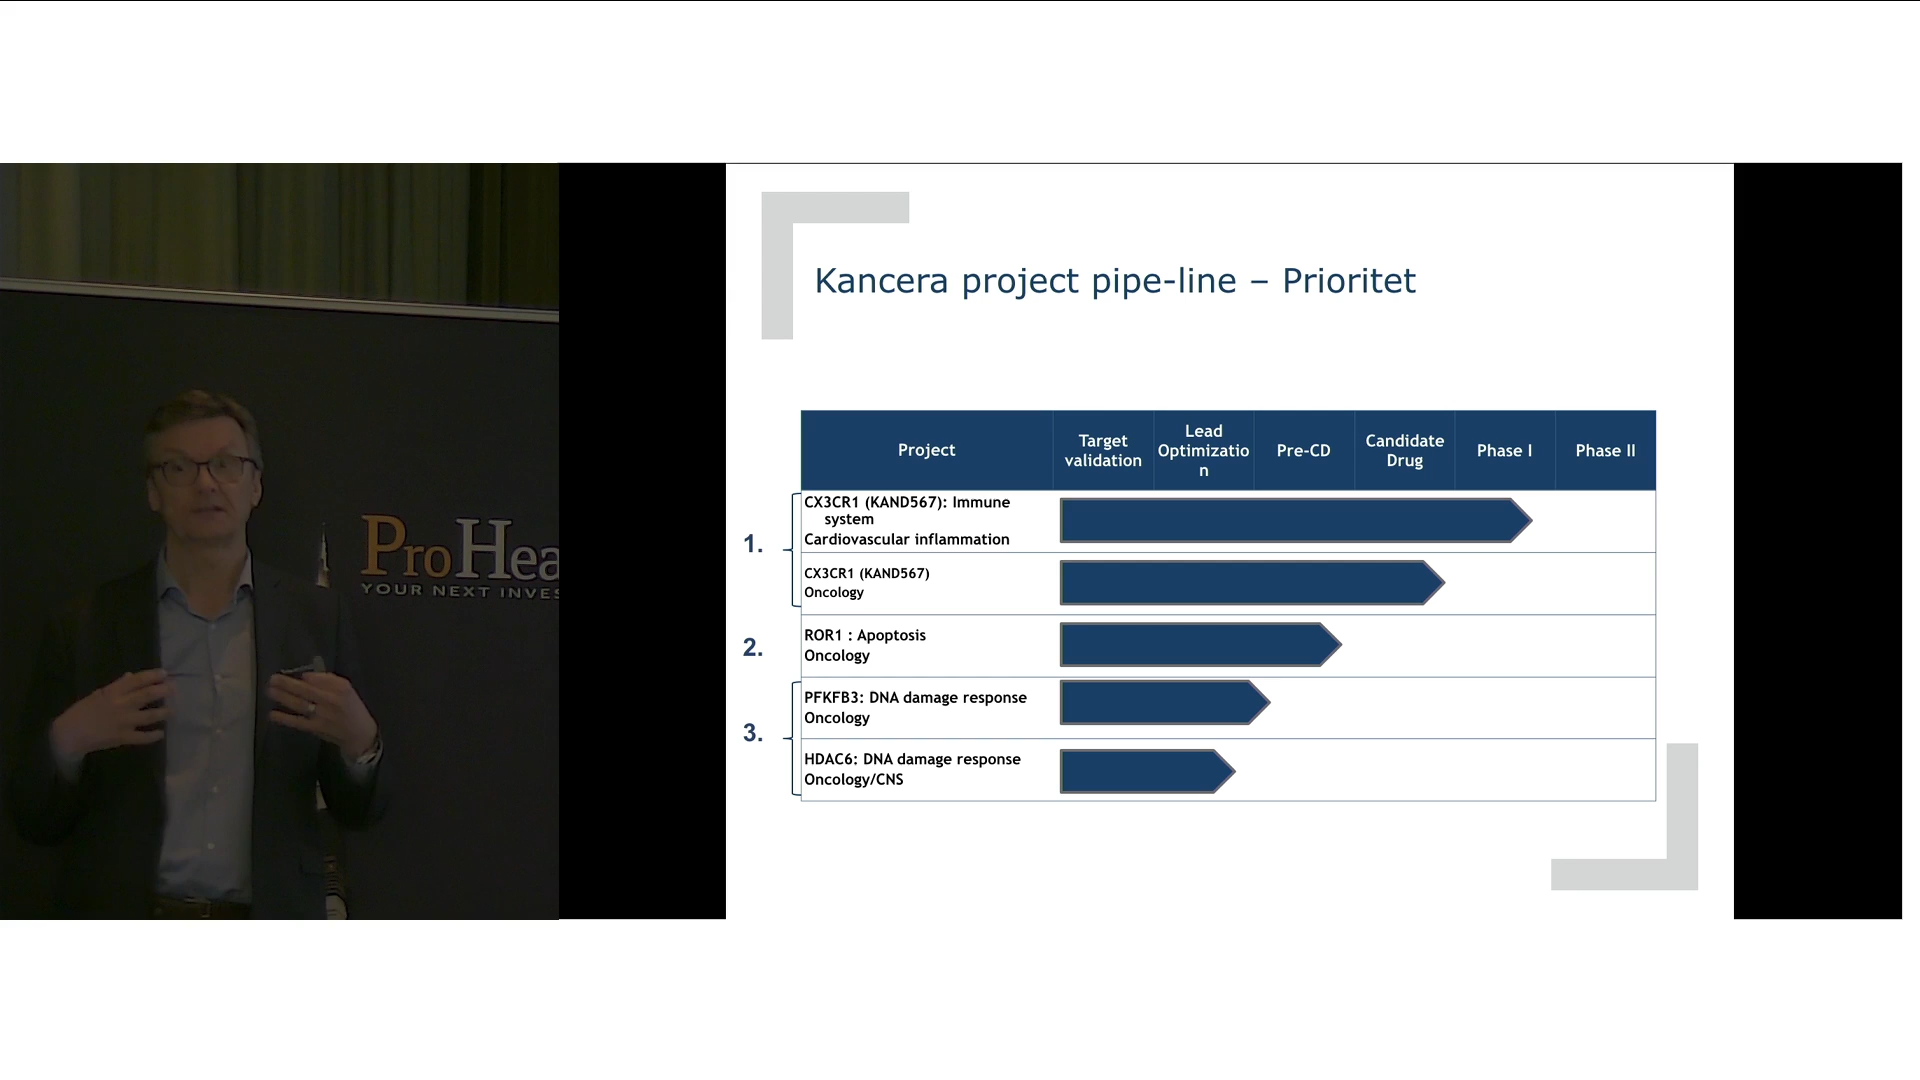 ProHea
YOUR NEXT INVES
Kancera project pipe-line – Prioritet
Project
Target
validation
Lead
Optimizatio
n
Pre-CD
Candidate
Drug
Phase I
Phase II
1.
CX3CR1 (KAND567): Immune
system
Cardiovascular inflammation
CX3CR1 (KAND567)
Oncology
2.
ROR1 : Apoptosis
Oncology
3.
PFKFB3: DNA damage response
Oncology
HDAC6: DNA damage response
Oncology/CNS